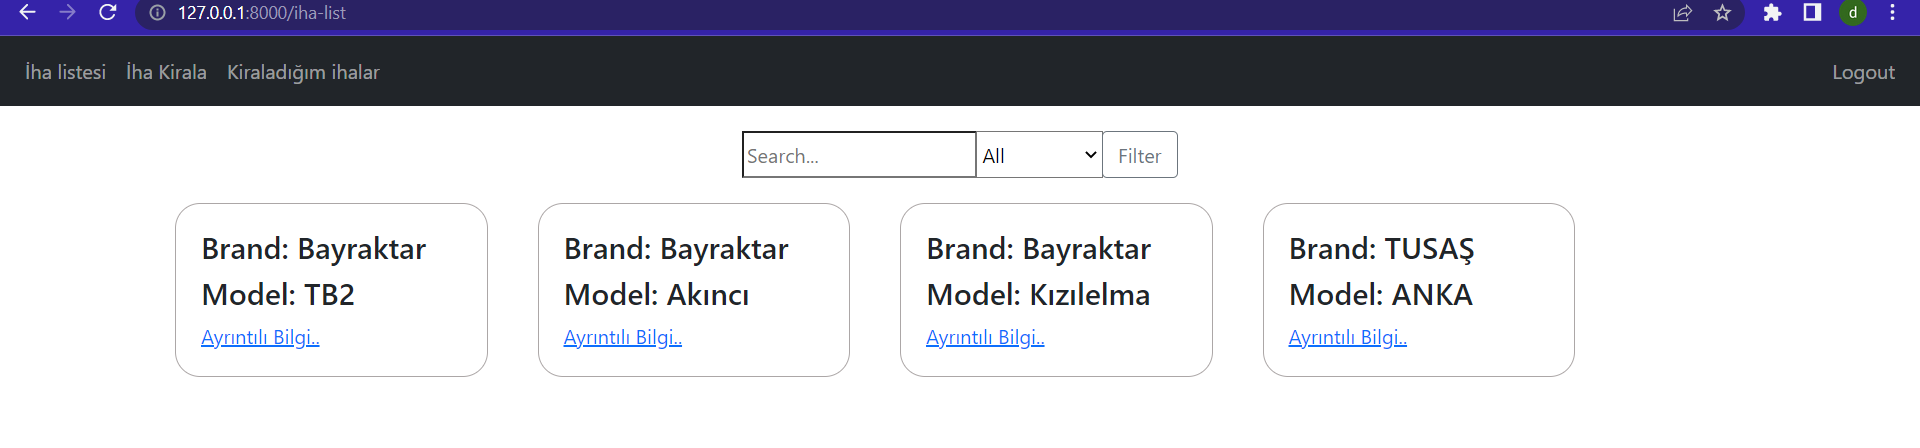 127.0.0.1:8000/iha-list
d
İha listesi İha Kirala Kiraladığım ihalar Logout
Search... All Filter
Brand: Bayraktar
Model: TB2
Ayrıntılı Bilgi..
Brand: Bayraktar
Model: Akıncı
Ayrıntılı Bilgi..
Brand: Bayraktar
Model: Kızılelma
Ayrıntılı Bilgi..
Brand: TUSAŞ
Model: ANKA
Ayrıntılı Bilgi..